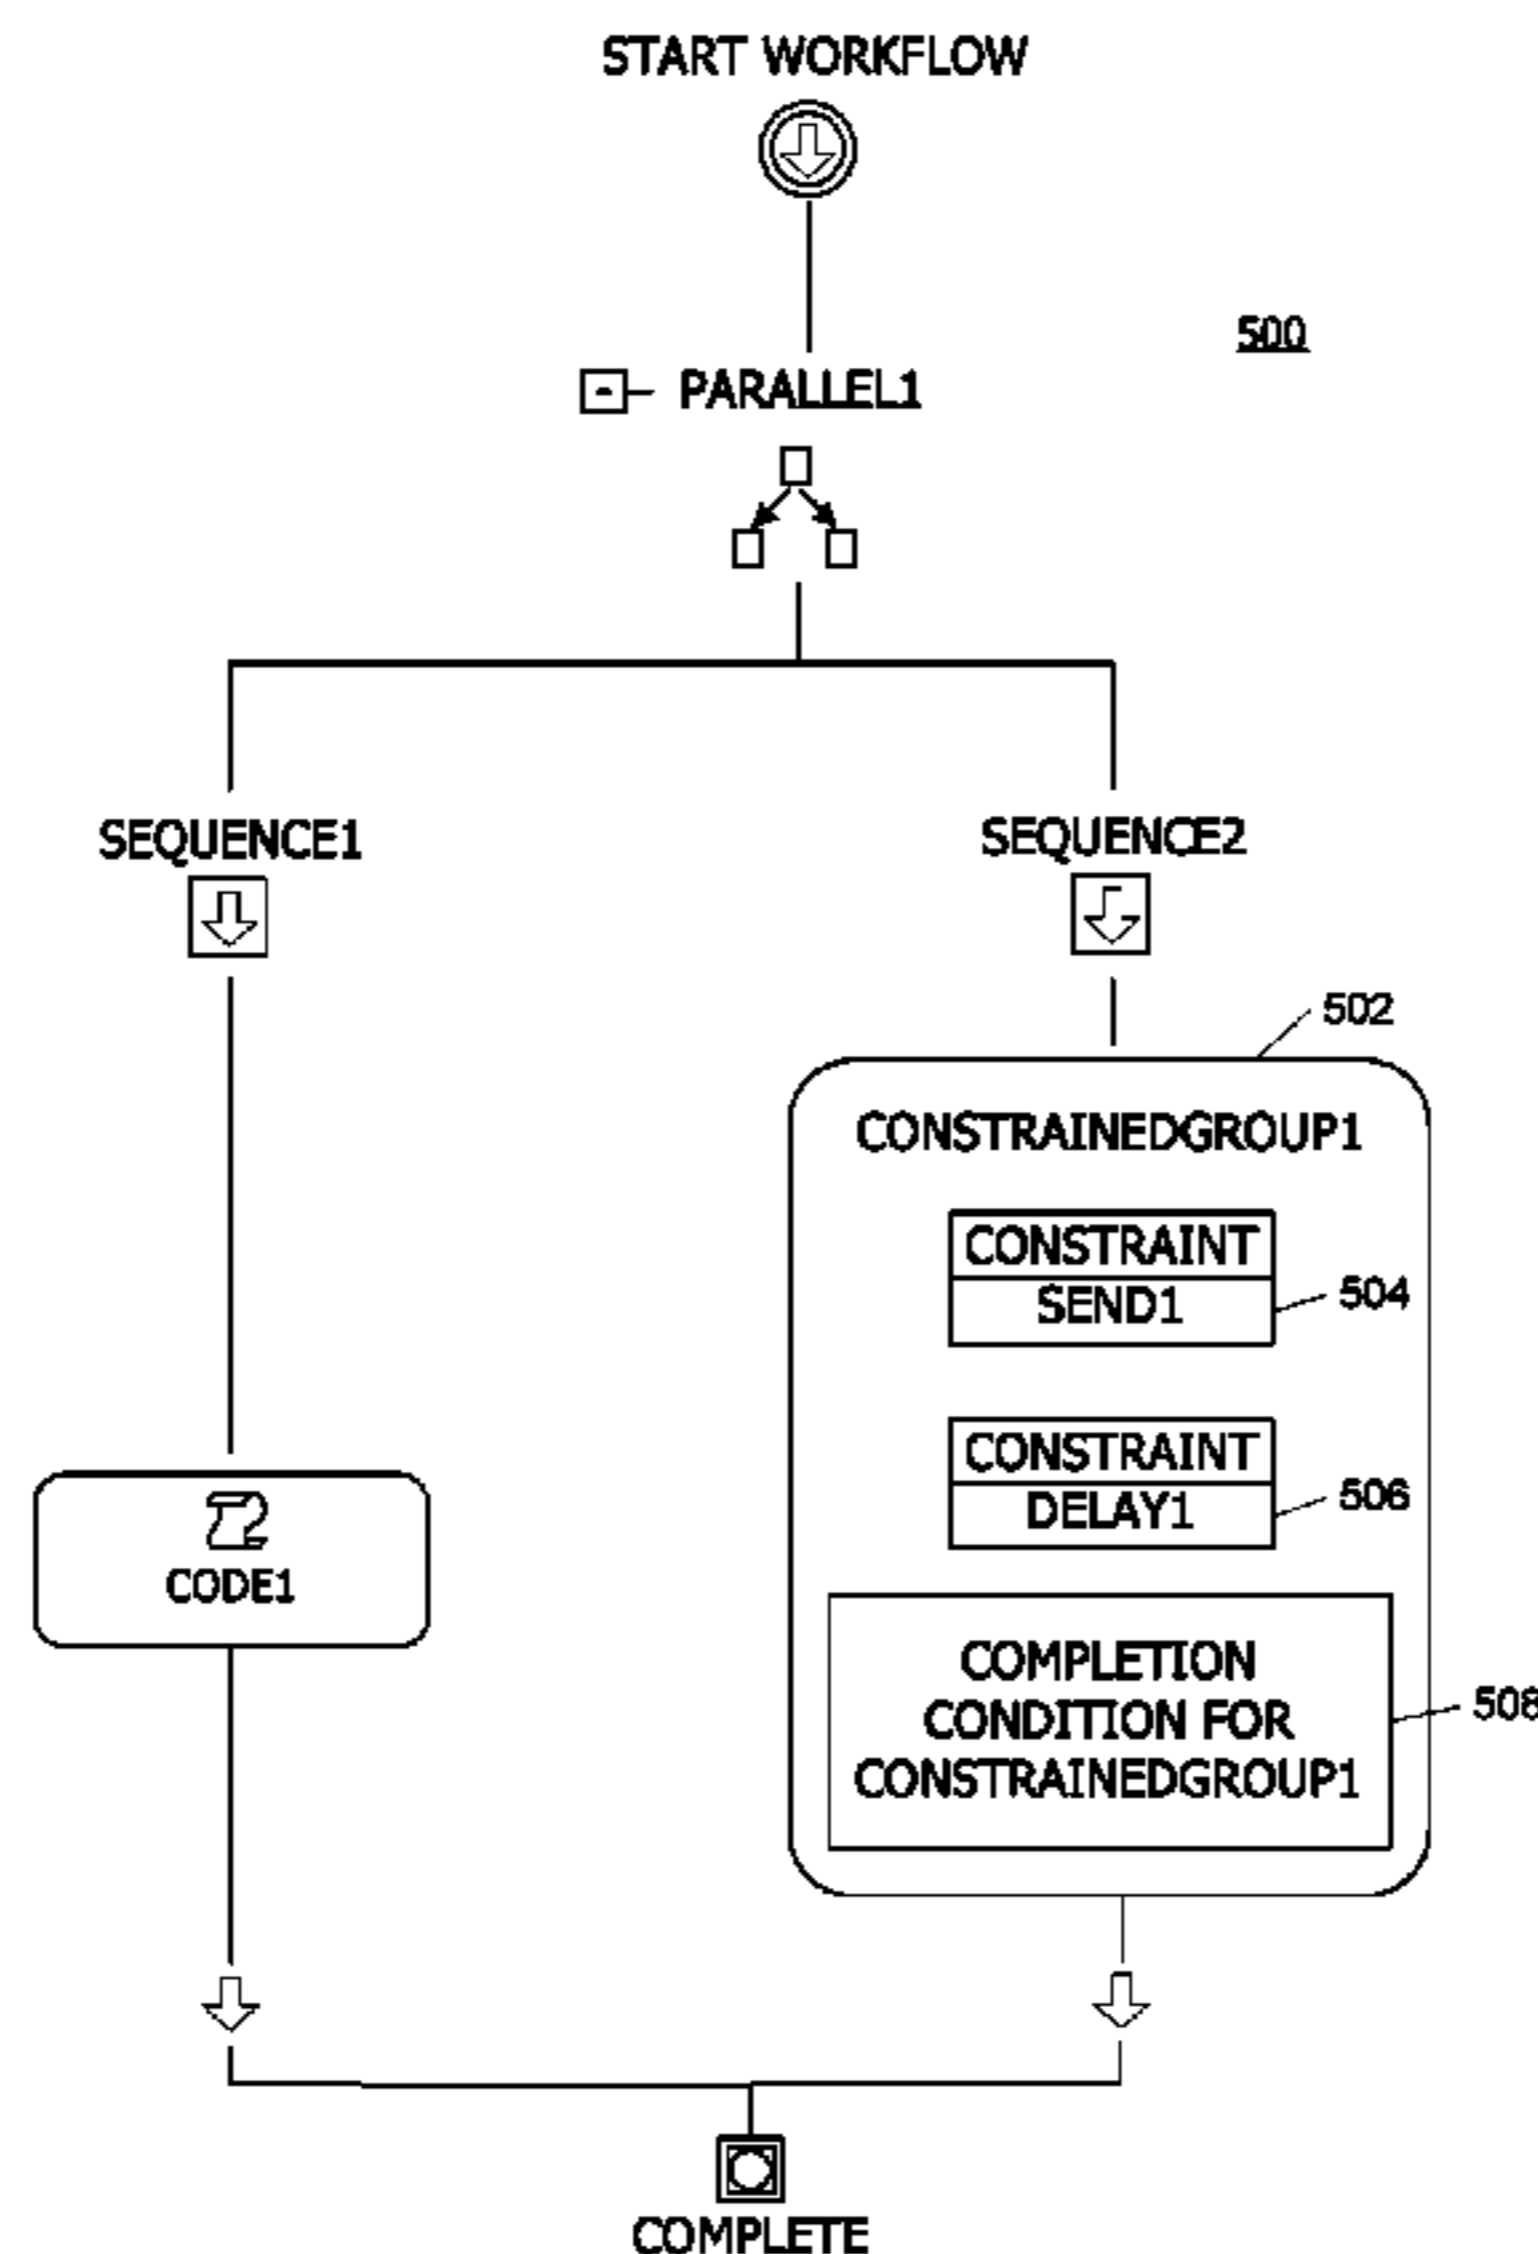 START WORKFLOW
500
PARALLEL1
SEQUENCE1
SEQUENCE2
502
CONSTRAINEDGROUP1
CONSTRAINT
SEND1
504
CONSTRAINT
DELAY1
506
CODE1
COMPLETION
CONDITION FOR
CONSTRAINEDGROUP1
508
COMPLETE